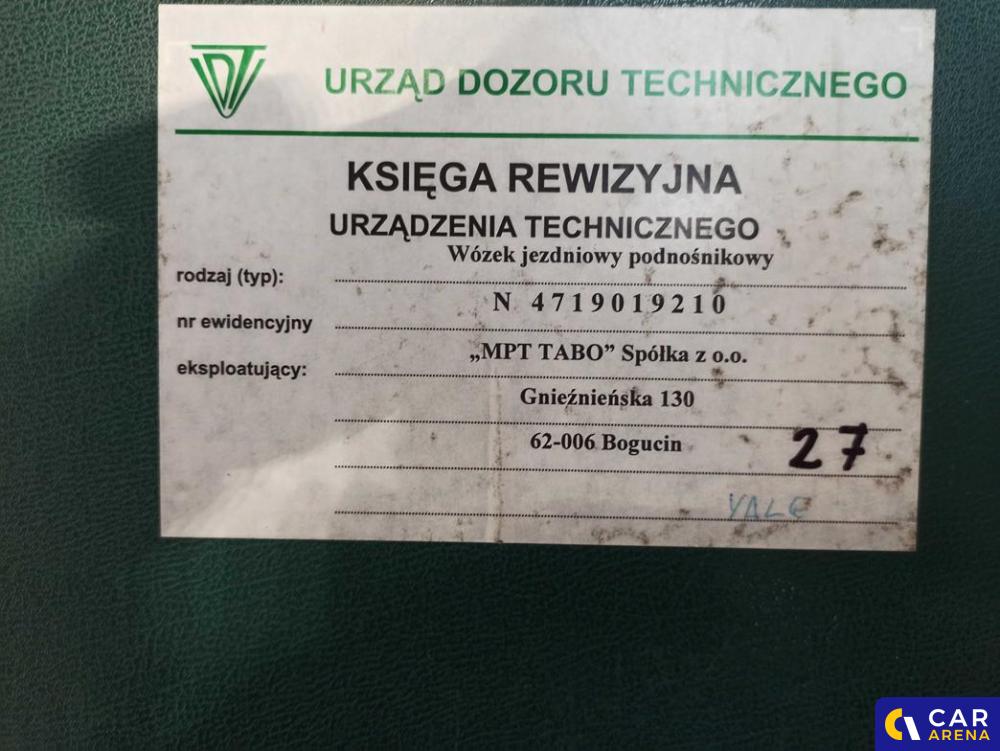 UDT URZĄD DOZORU TECHNICZNEGO
KSIĘGA REWIZYJNA
URZĄDZENIA TECHNICZNEGO
rodzaj (typ): Wózek jezdniowy podnośnikowy
nr ewidencyjny N 4719019210
eksploatujący: „MPT TABO” Spółka z o.o.
Gnieźnieńska 130
62-006 Bogucin
27
YALE
CAR
ARENA